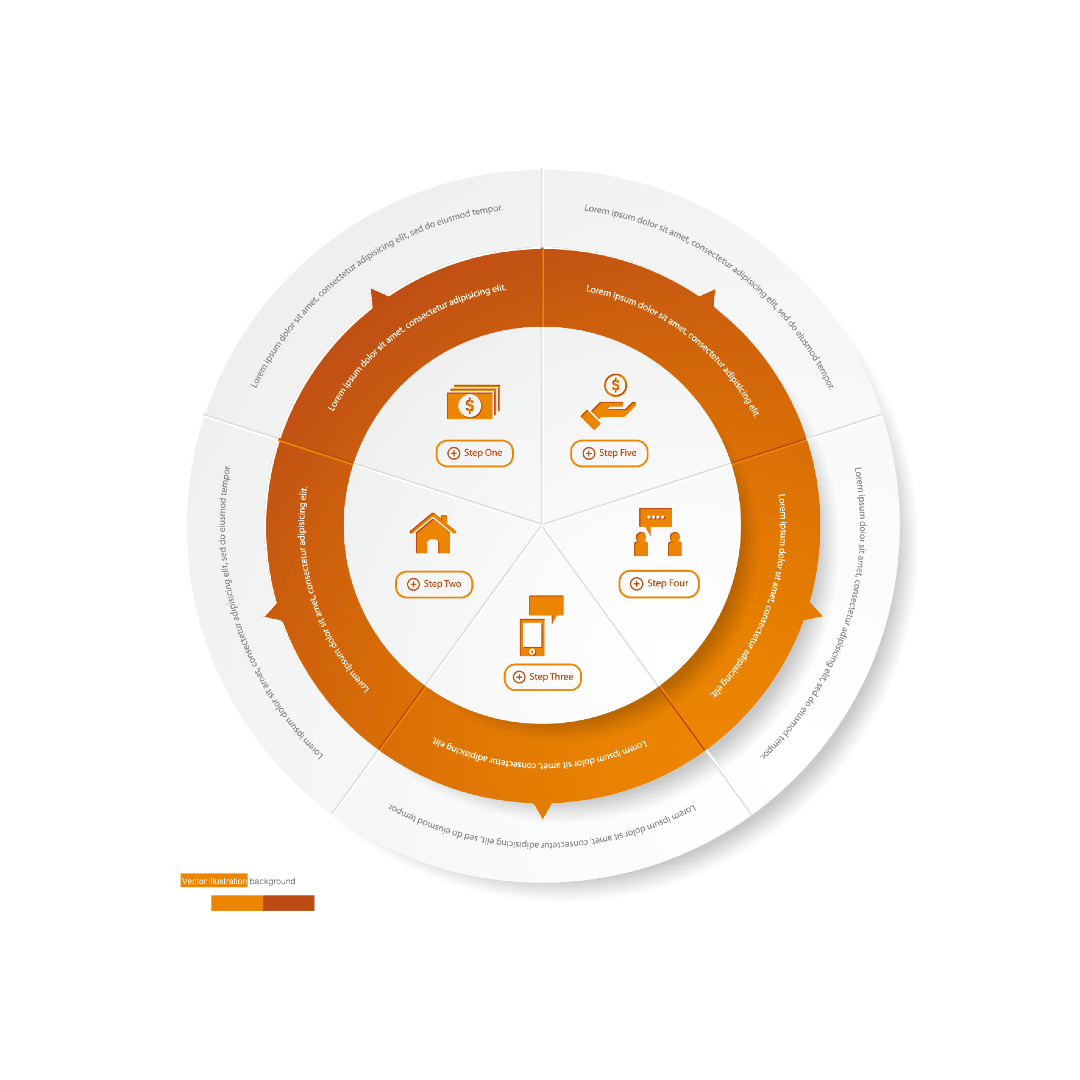 Lorem ipsum dolor sit amet, consectetur adipisicing elit, sed do eiusmod tempor.
Lorem ipsum dolor sit amet, consectetur adipisicing elit, sed do eiusmod tempor.
Lorem ipsum dolor sit amet, consectetur adipisicing elit.
Lorem ipsum dolor sit amet, consectetur adipisicing elit.
$
$
Step One
Step Five
Lorem ipsum dolor sit amet, consectetur adipisicing elit, sed do eiusmod tempor.
Lorem ipsum dolor sit amet, consectetur adipisicing elit.
Lorem ipsum dolor sit amet, consectetur adipisicing elit.
Lorem ipsum dolor sit amet, consectetur adipisicing elit, sed do eiusmod tempor.
Step Two
Step Four
Step Three
Lorem ipsum dolor sit amet, consectetur adipisicing elit.
Lorem ipsum dolor sit amet, consectetur adipisicing elit, sed do eiusmod tempor.
Vector illustration background